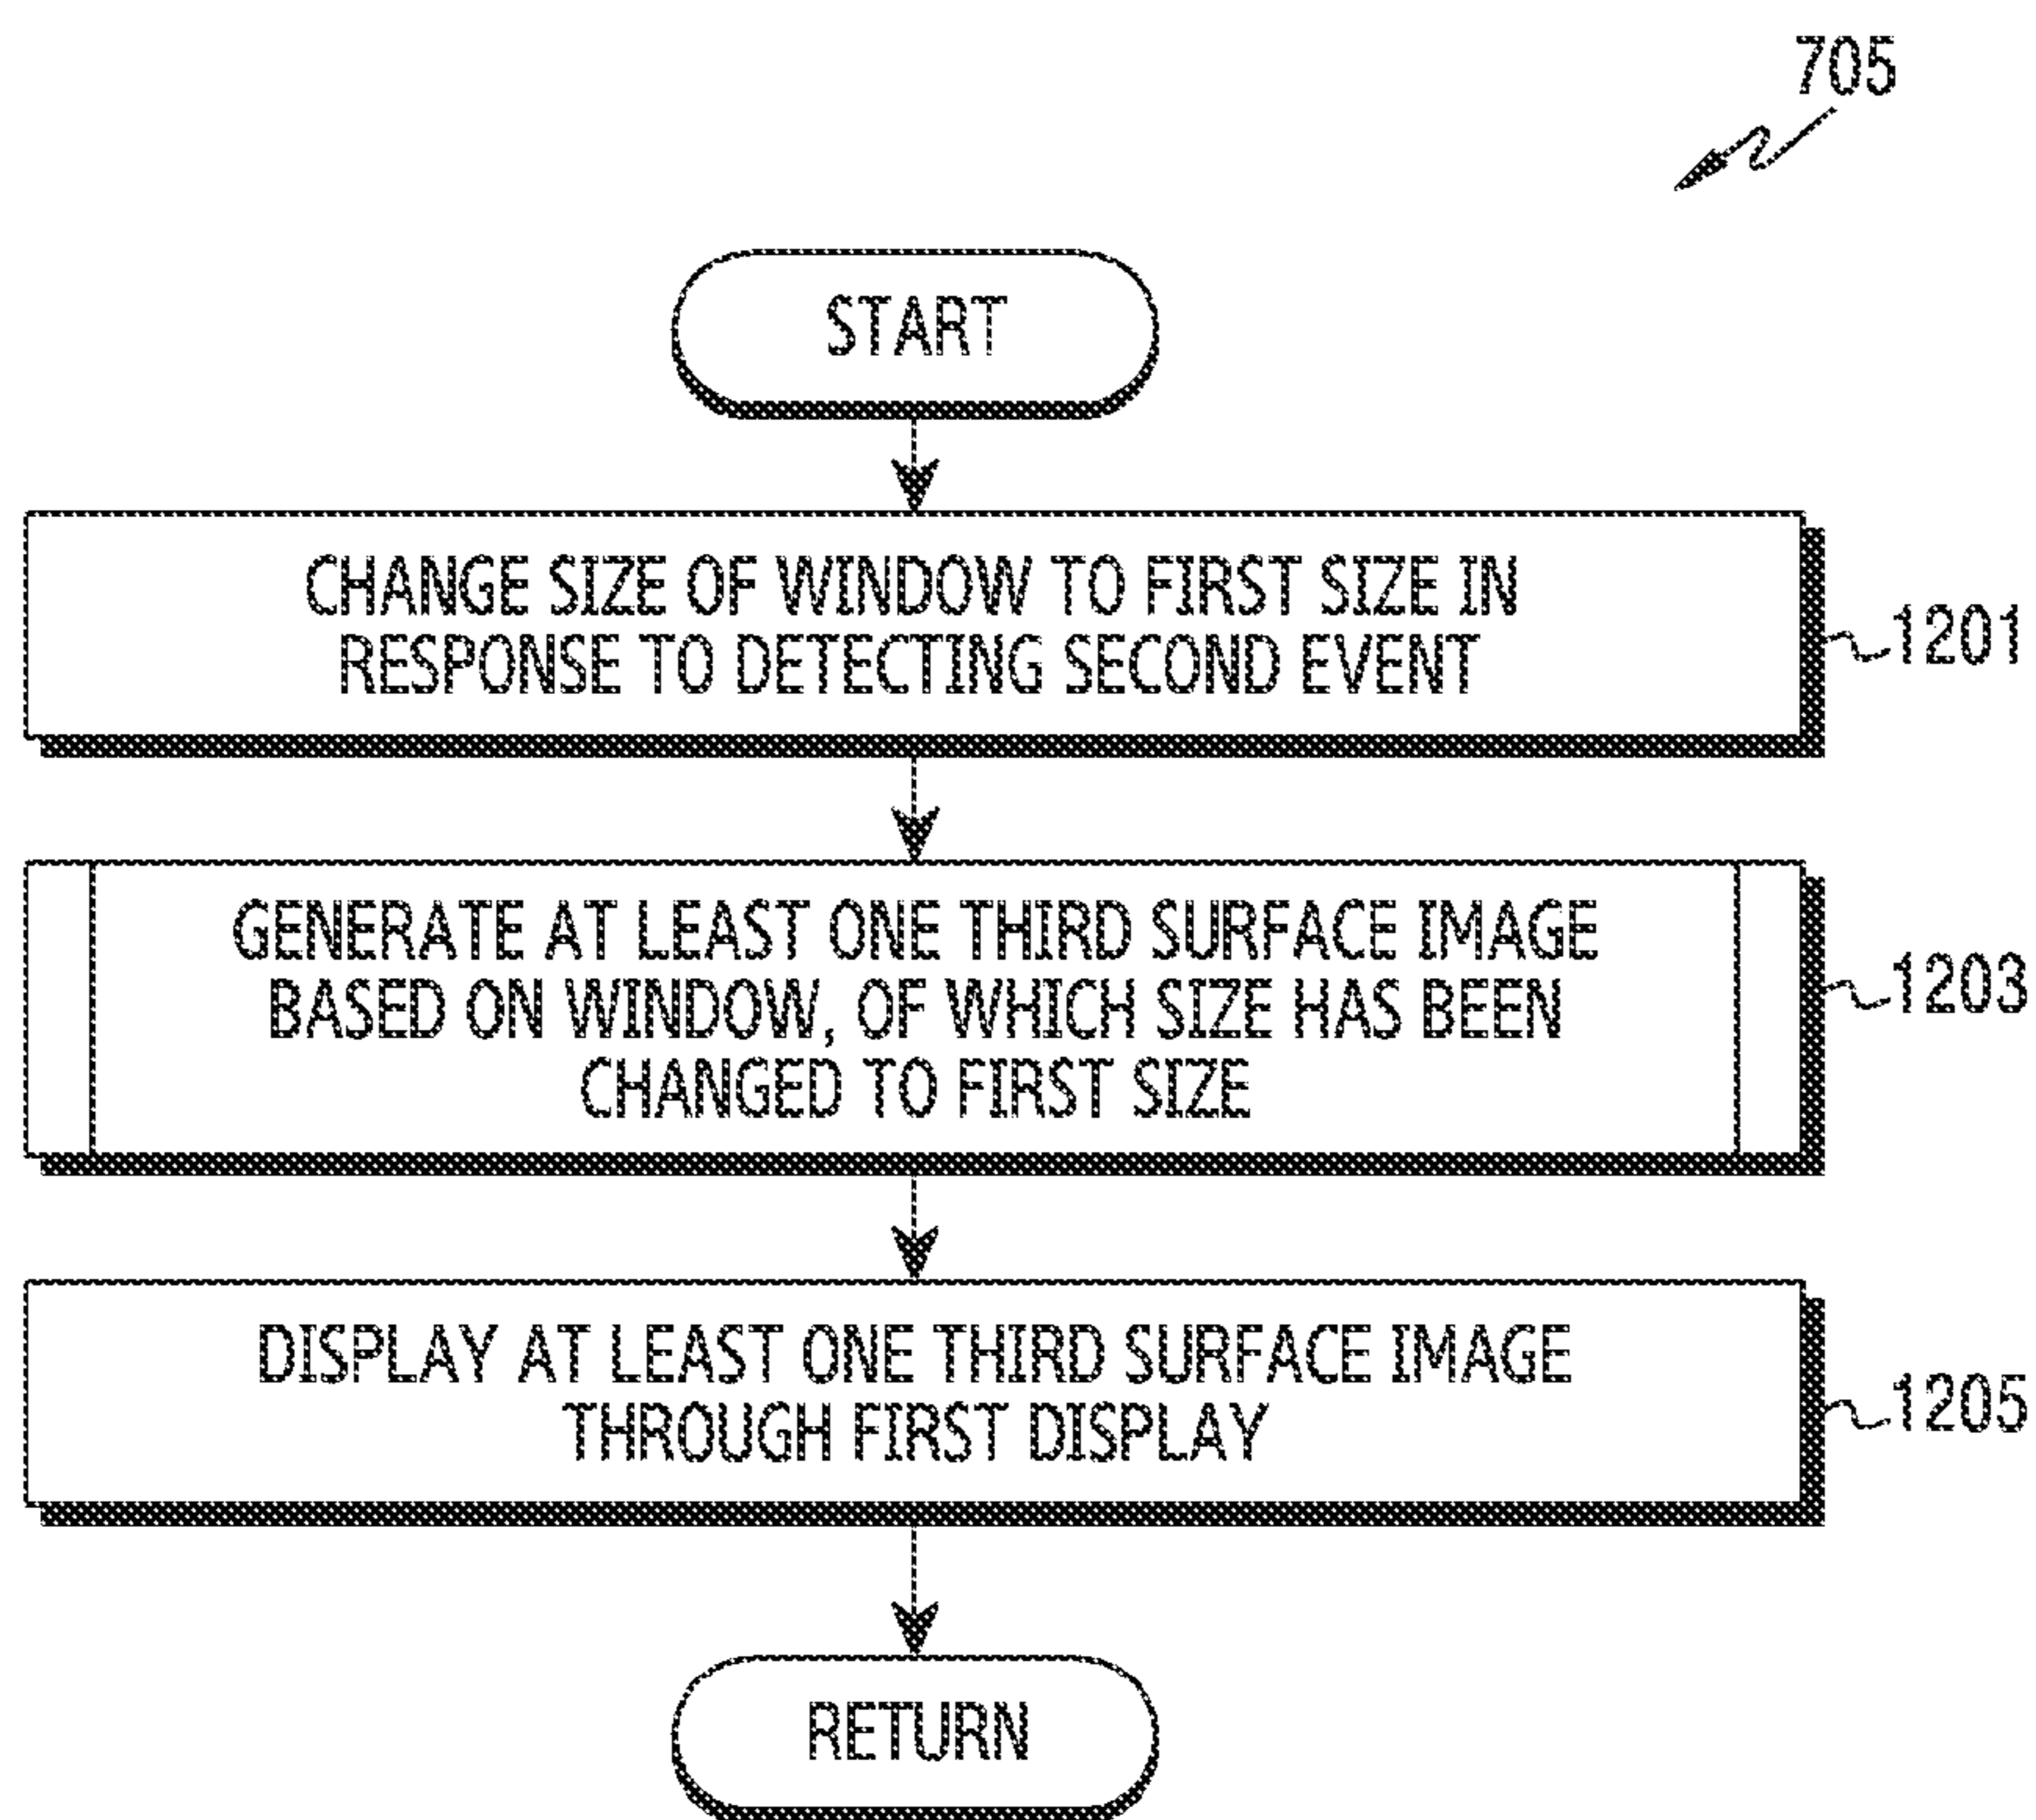 705
START
CHANGE SIZE OF WINDOW TO FIRST SIZE IN
RESPONSE TO DETECTING SECOND EVENT
1201
GENERATE AT LEAST ONE THIRD SURFACE IMAGE
BASED ON WINDOW, OF WHICH SIZE HAS BEEN
CHANGED TO FIRST SIZE
1203
DISPLAY AT LEAST ONE THIRD SURFACE IMAGE
THROUGH FIRST DISPLAY
1205
RETURN